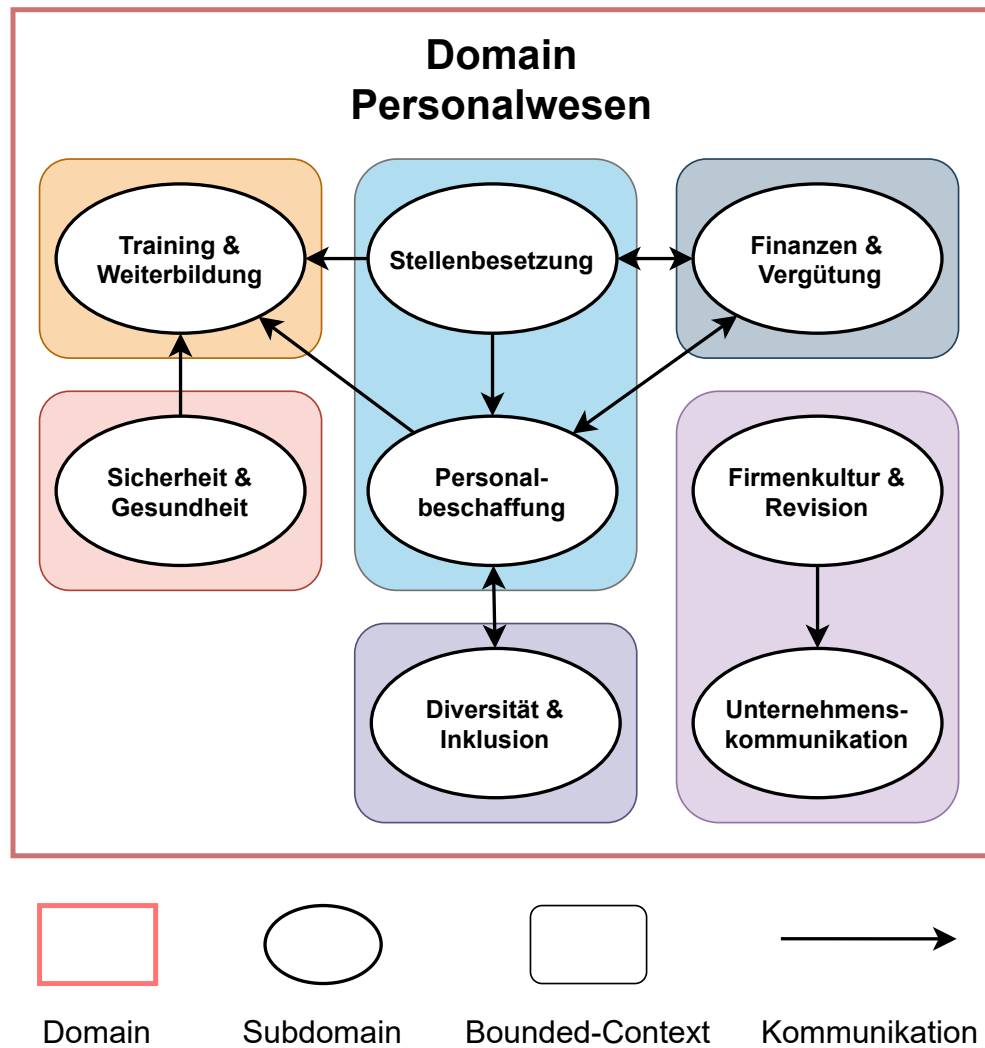 Domain
Personalwesen
Training &
Weiterbildung
Stellenbesetzung
Finanzen &
Vergütung
Sicherheit &
Gesundheit
Personal-
beschaffung
Firmenkultur &
Revision
Diversität &
Inklusion
Unternehmens-
kommunikation
Domain
Subdomain
Bounded-Context
Kommunikation